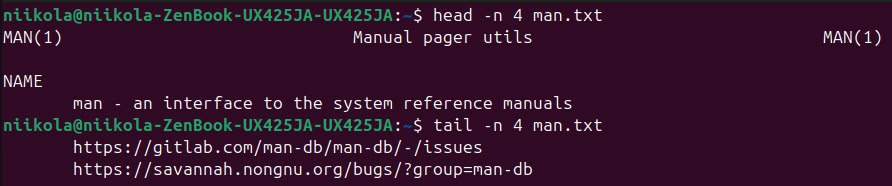 niikola@niikola-ZenBook-UX425JA-UX425JA:~$ head -n 4 man.txt
MAN(1)                        Manual pager utils                        MAN(1)
NAME
       man - an interface to the system reference manuals
niikola@niikola-ZenBook-UX425JA-UX425JA:~$ tail -n 4 man.txt
       https://gitlab.com/man-db/man-db/-/issues
       https://savannah.nongnu.org/bugs/?group=man-db